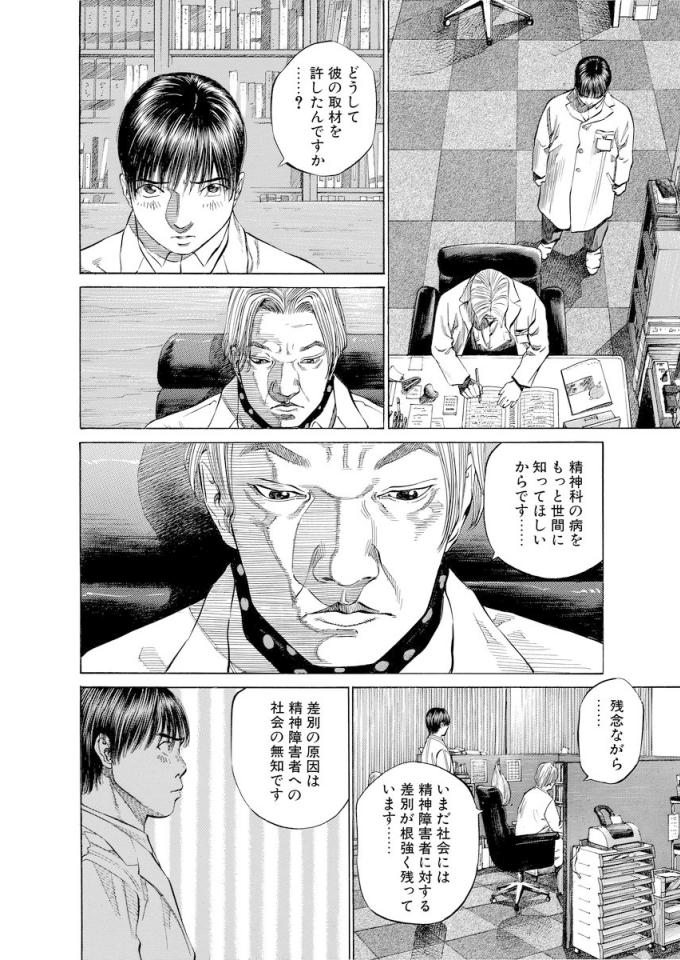 どうして
彼の取材を
許したんですか
……?
精神科の病を
もっと世間に
知ってほしい
からです……
残念ながら
……
いまだ社会には
精神障害者に対する
差別が根強く残って
います……
差別の原因は
精神障害者への
社会の無知です